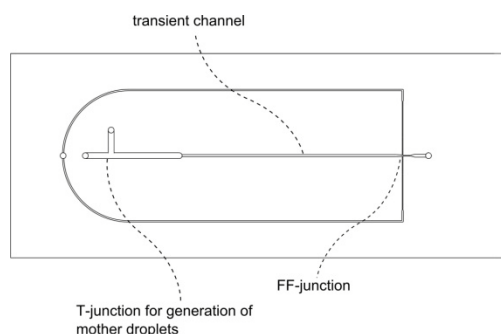 transient channel
FF-junction
T-junction for generation of
mother droplets